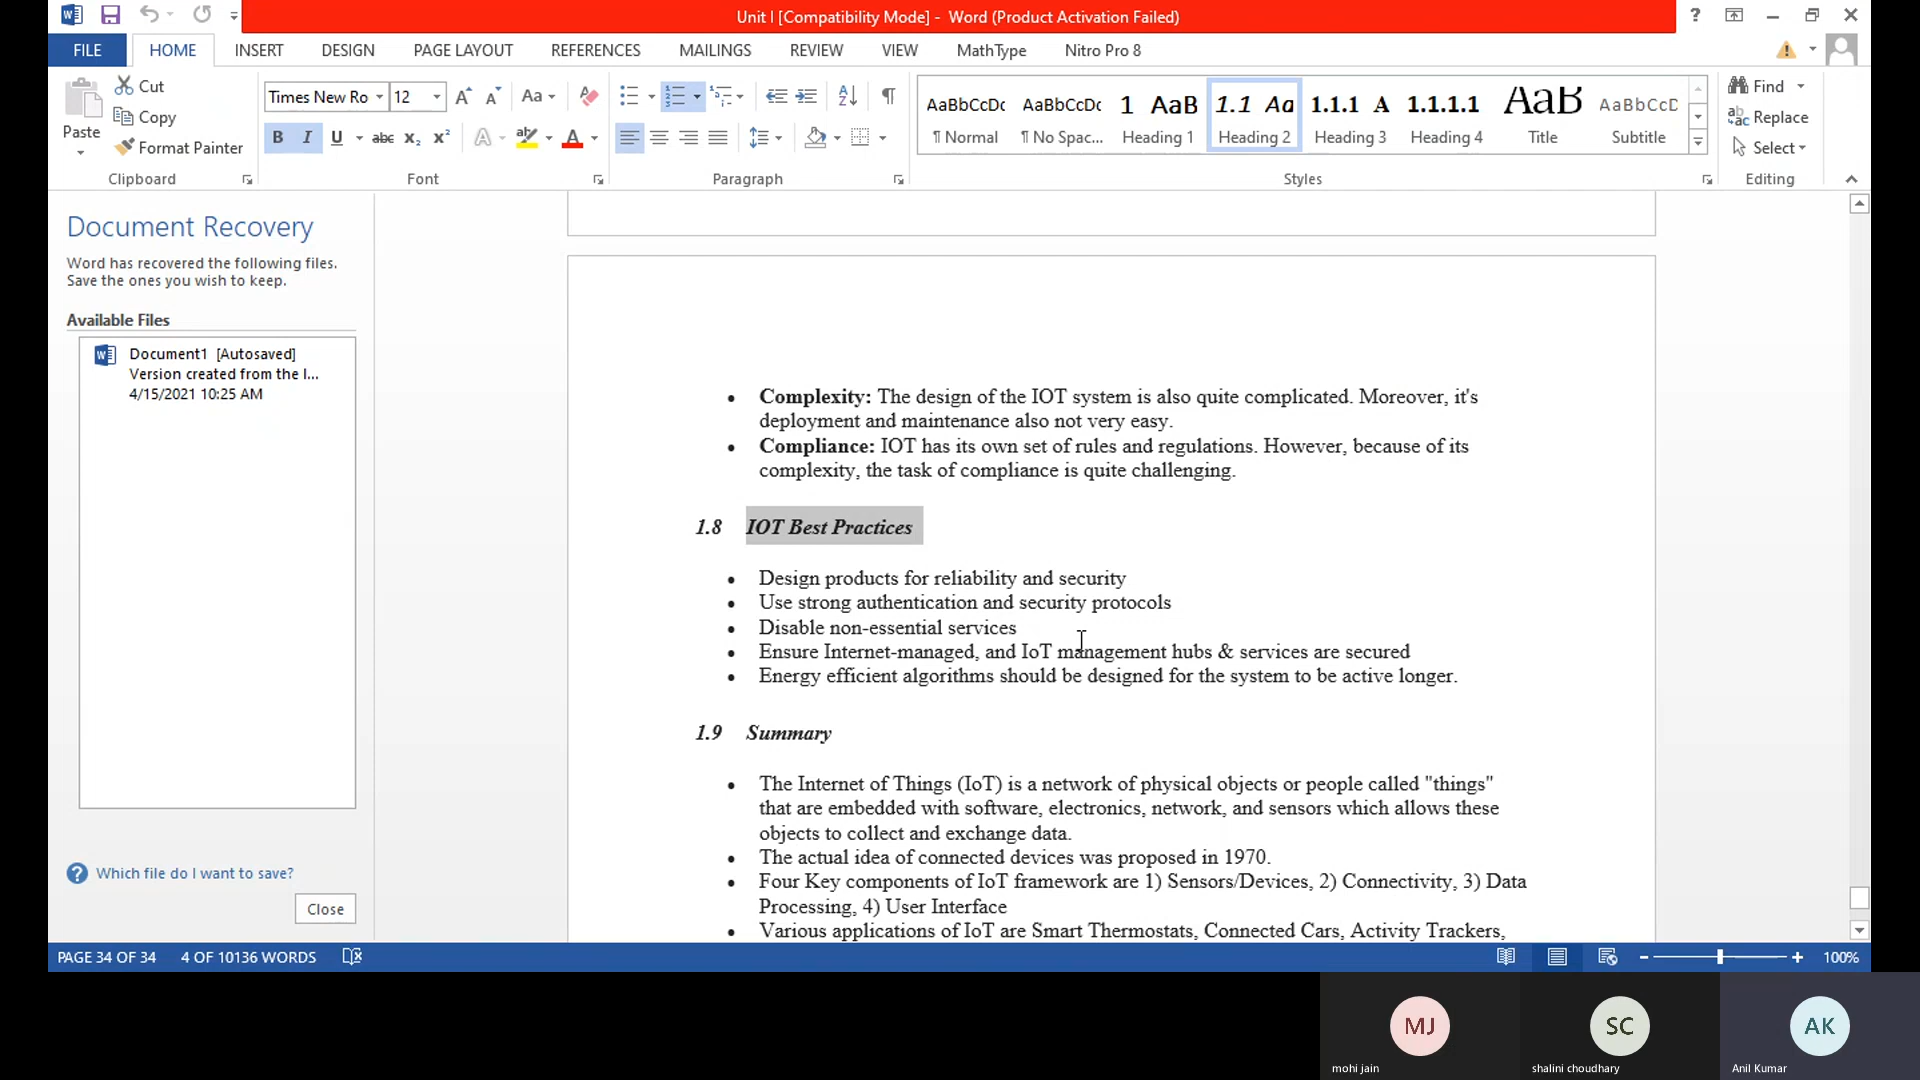 Unit I [Compatibility Mode] - Word (Product Activation Failed)
?
FILE HOME INSERT DESIGN PAGE LAYOUT REFERENCES MAILINGS REVIEW VIEW MathType Nitro Pro 8
Paste
Cut
Copy
Format Painter
Clipboard
Times New Ro 12
Aa
B I U abc x₂ x² A A
Font
Paragraph
AaBbCcDc AaBbCcDc 1 AaB 1.1 Aa 1.1.1 A 1.1.1.1 AaB AaBbCcD
¶ Normal ¶ No Spac... Heading 1 Heading 2 Heading 3 Heading 4 Title Subtitle
Styles
Find
Replace
Select
Editing
Document Recovery
Word has recovered the following files.
Save the ones you wish to keep.
Available Files
Document1 [Autosaved]
Version created from the l...
4/15/2021 10:25 AM
? Which file do I want to save?
Close
• Complexity: The design of the IOT system is also quite complicated. Moreover, it's
deployment and maintenance also not very easy.
• Compliance: IOT has its own set of rules and regulations. However, because of its
complexity, the task of compliance is quite challenging.
1.8 IOT Best Practices
• Design products for reliability and security
• Use strong authentication and security protocols
• Disable non-essential services
• Ensure Internet-managed, and IoT management hubs & services are secured
• Energy efficient algorithms should be designed for the system to be active longer.
1.9 Summary
• The Internet of Things (IoT) is a network of physical objects or people called "things"
that are embedded with software, electronics, network, and sensors which allows these
objects to collect and exchange data.
• The actual idea of connected devices was proposed in 1970.
• Four Key components of IoT framework are 1) Sensors/Devices, 2) Connectivity, 3) Data
Processing, 4) User Interface
• Various applications of IoT are Smart Thermostats, Connected Cars, Activity Trackers,
PAGE 34 OF 34 4 OF 10136 WORDS 100%
MJ SC AK
mohi jain shalini choudhary Anil Kumar